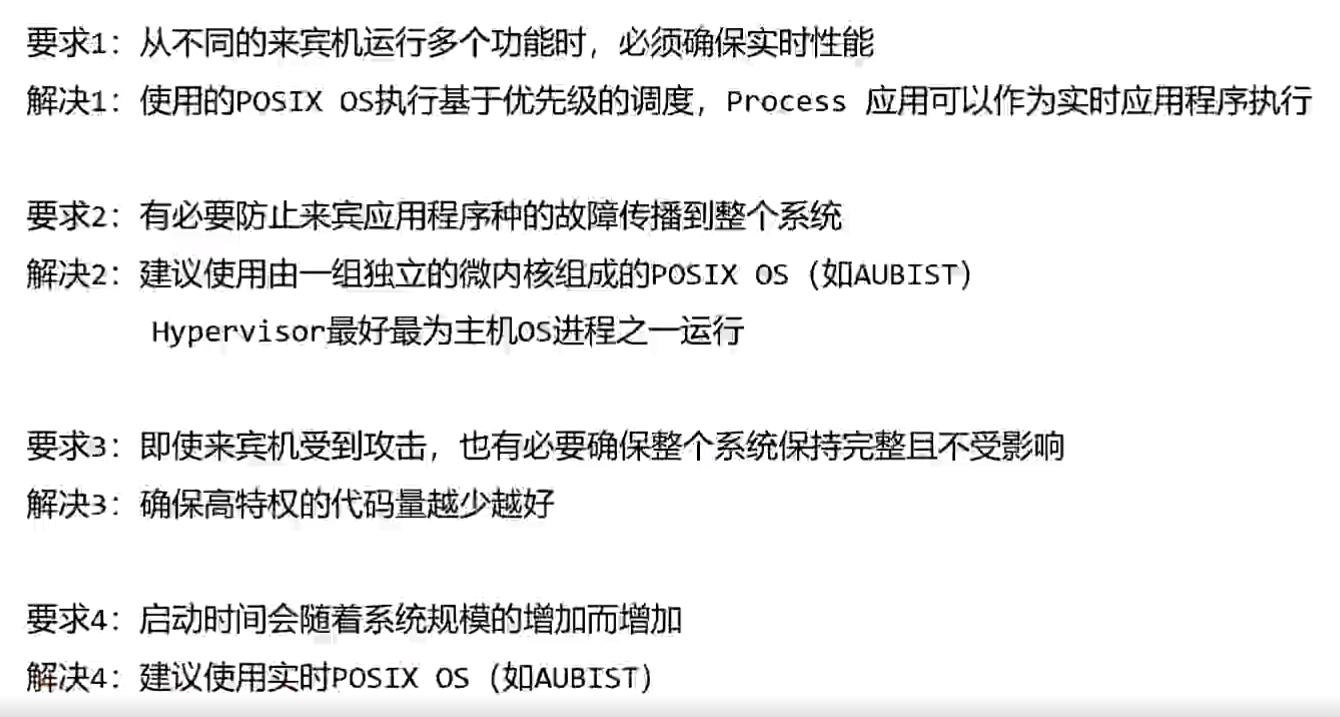 要求1: 从不同的来宾机运行多个功能时，必须确保实时性能
解决1: 使用的POSIX OS执行基于优先级的调度，Process 应用可以作为实时应用程序执行
要求2: 有必要防止来宾应用程序种的故障传播到整个系统
解决2: 建议使用由一组独立的微内核组成的POSIX OS（如AUBIST）
Hypervisor最好最为主机OS进程之一运行
要求3: 即使来宾机受到攻击，也有必要确保整个系统保持完整且不受影响
解决3: 确保高特权的代码量越少越好
要求4: 启动时间会随着系统规模的增加而增加
解决4: 建议使用实时POSIX OS（如AUBIST）